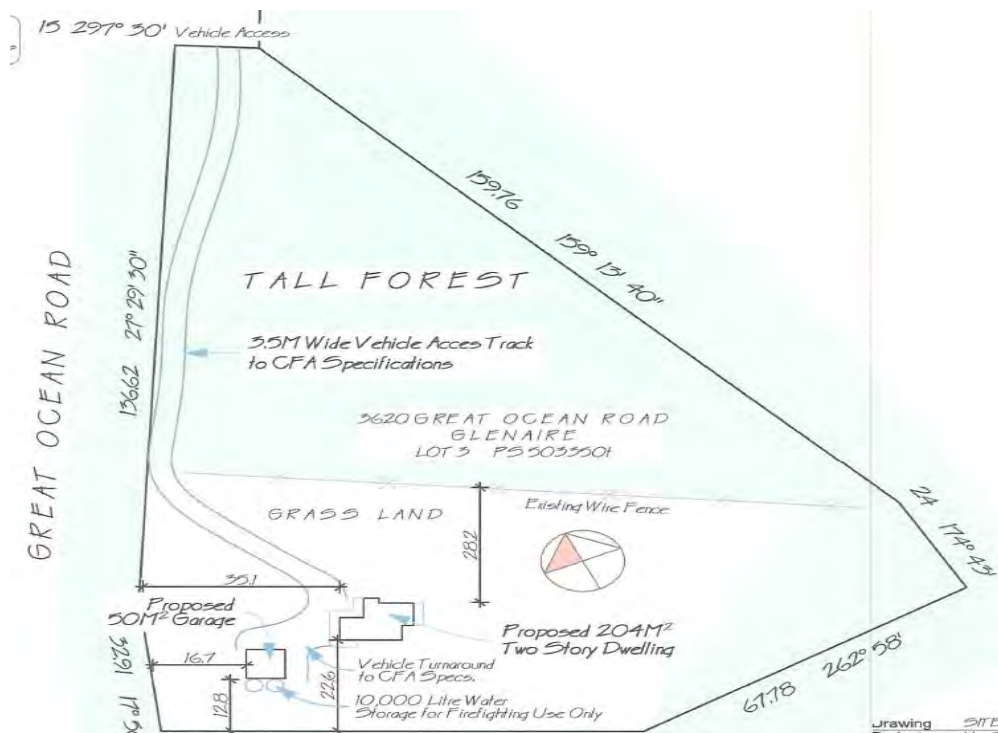 15 297° 30' Vehicle Access
159.76
159° 13' 40"
GREAT OCEAN ROAD
136.62 27° 29' 30"
TALL FOREST
3.5M Wide Vehicle Acces Track
to CFA Specifications
3620 GREAT OCEAN ROAD
GLENAIRE
LOT 3 PS 503350t
24 174° 43'
GRASS LAND
Existing Wire Fence
28.2
35.1
Proposed
50M² Garage
Proposed 204M²
Two Story Dwelling
16.7
Vehicle Turnaround
to CFA Specs.
22.6
12.8
10,000 Litre Water
Storage for Firefighting Use Only
67.78 262° 58'
Drawing SITE